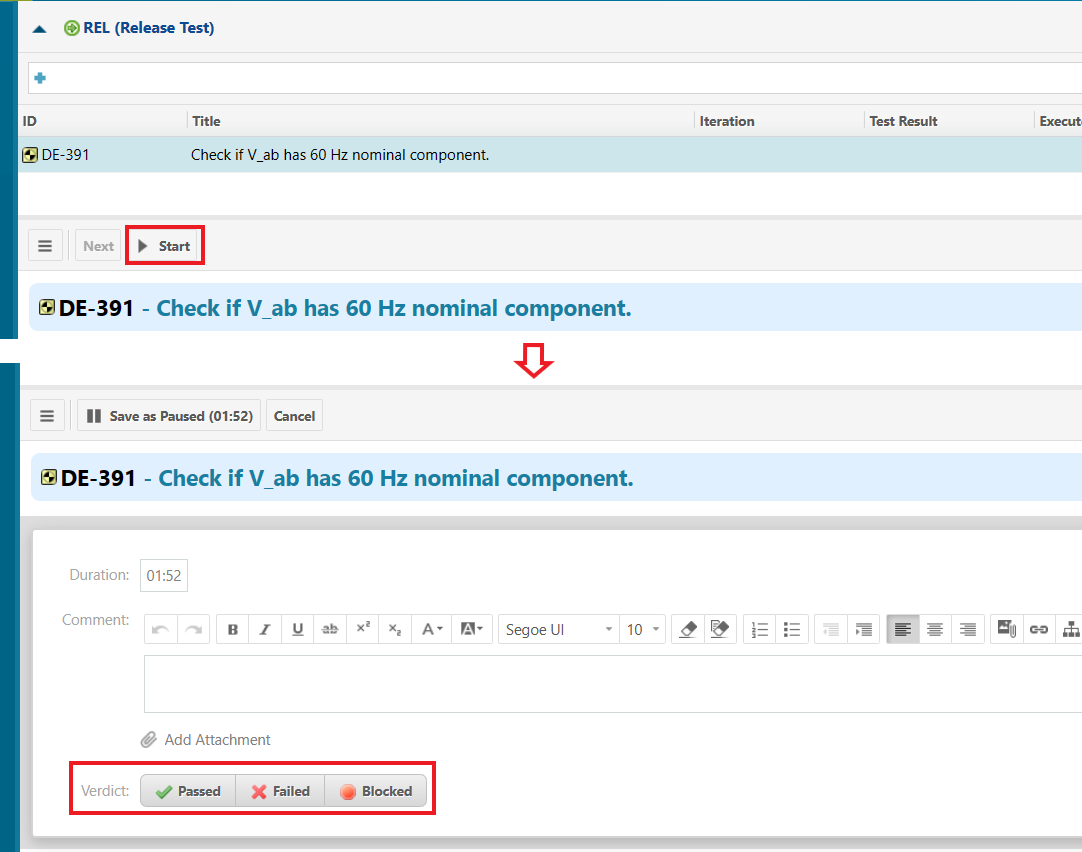 REL (Release Test)
ID Title Iteration Test Result Execut
DE-391 Check if V_ab has 60 Hz nominal component.
Next Start
DE-391 - Check if V_ab has 60 Hz nominal component.
Save as Paused (01:52) Cancel
DE-391 - Check if V_ab has 60 Hz nominal component.
Duration: 01:52
Comment: B I U ab x² x₂ A A Segoe UI 10
Add Attachment
Verdict: Passed Failed Blocked